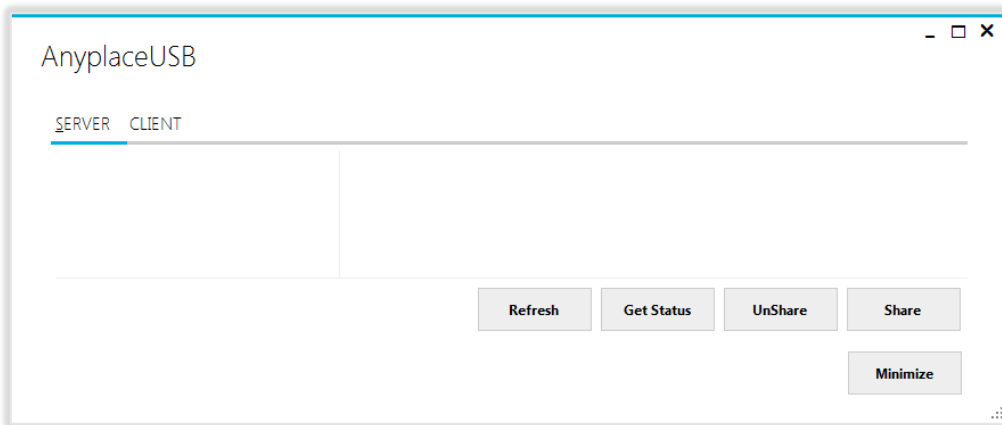 AnyplaceUSB
SERVER CLIENT
Refresh Get Status UnShare Share
Minimize